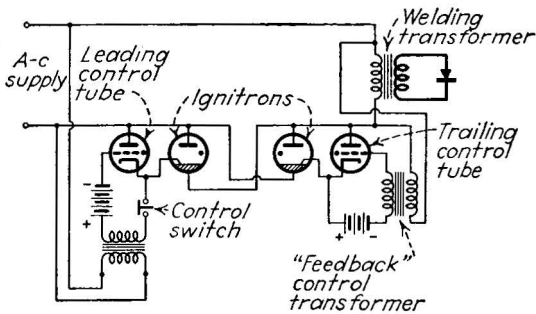 Welding
transformer
A-c
supply
Leading
control
tube
Ignitrons
Trailing
control
tube
-
+
Control
switch
+
-
"Feedback"
control
transformer